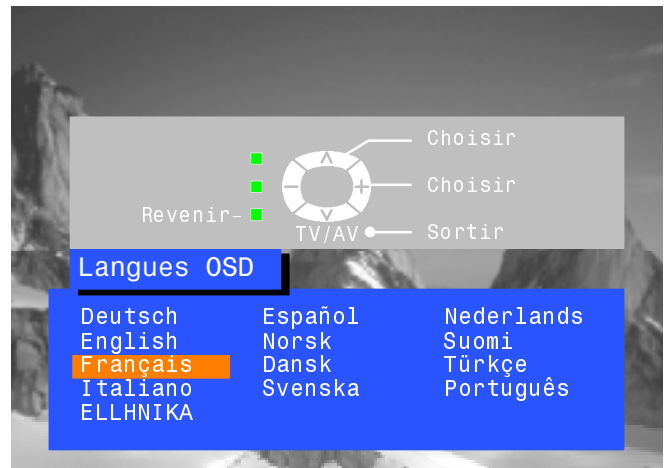 Choisir
Choisir
Revenir-
TV/AV Sortir
Langues OSD
Deutsch Español Nederlands
English Norsk Suomi
Français Dansk Türkçe
Italiano Svenska Português
ELLHNIKA